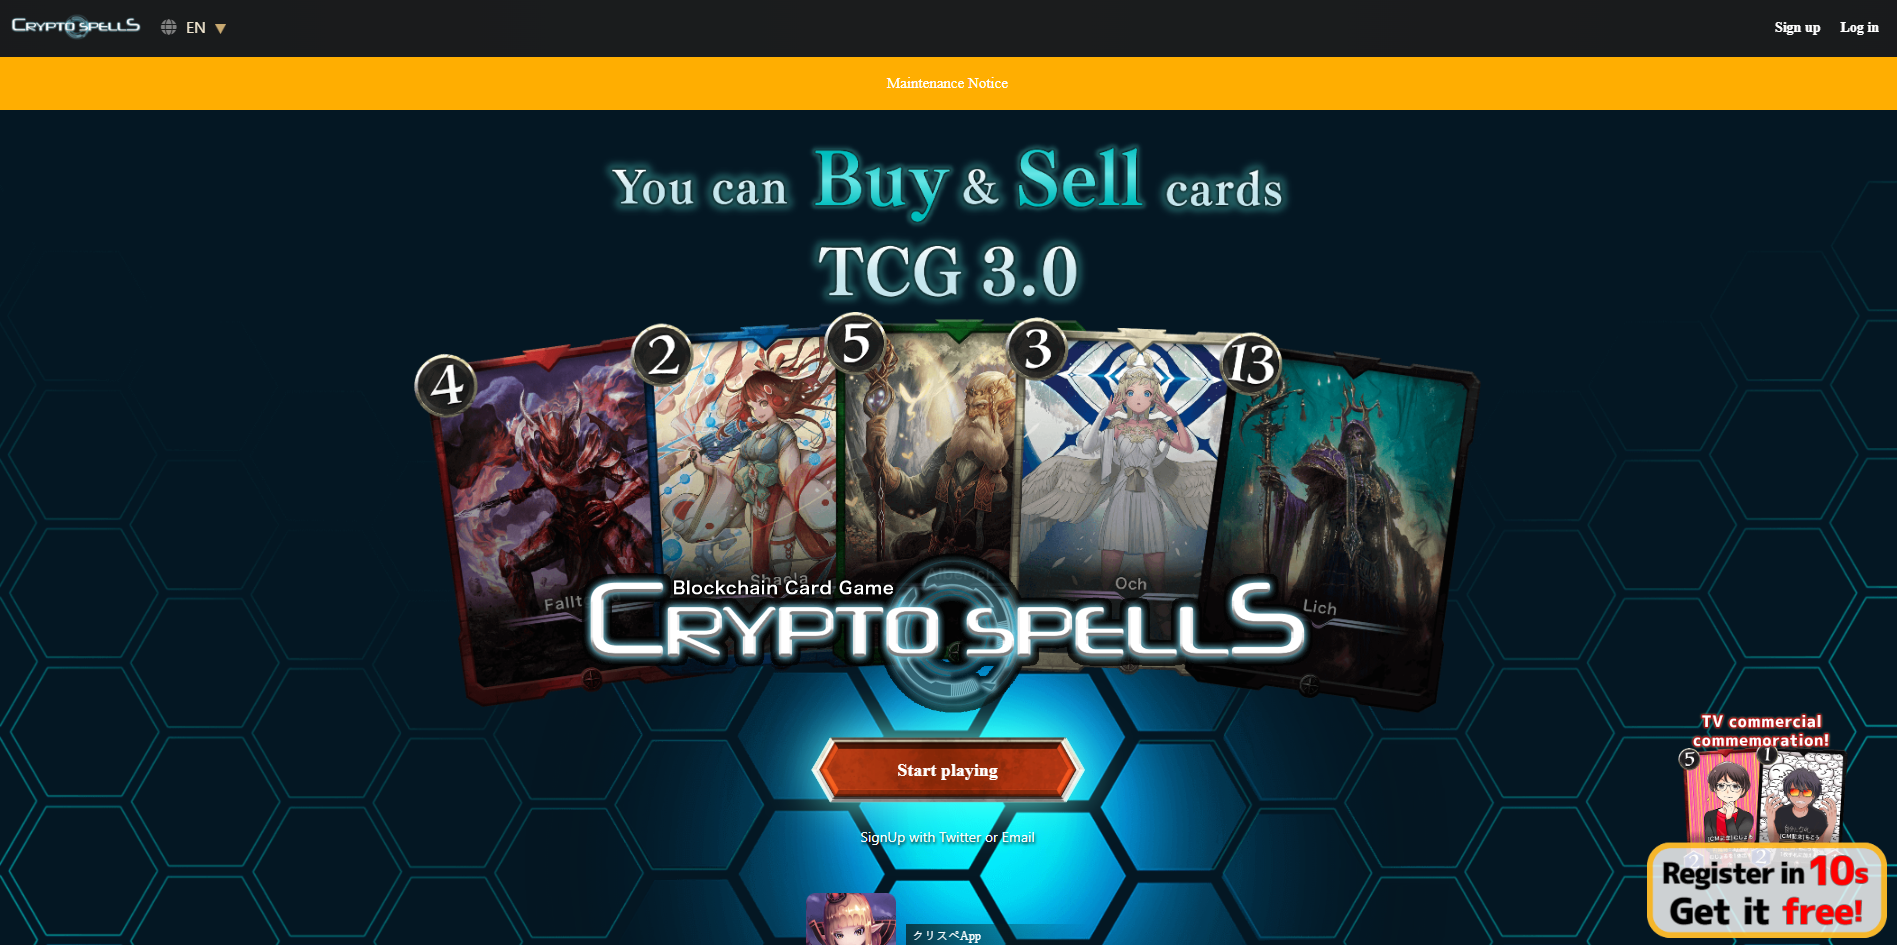 CRYPTO SPELLS
EN ▼
Sign up Log in
Maintenance Notice
You can Buy & Sell cards
TCG 3.0
4
2
5
3
13
Och
Lich
Blockchain Card Game
CRYPTO SPELLS
Start playing
SignUp with Twitter or Email
クリスペApp
TV commercial
commemoration!
5
1
2
2
Register in 10s
Get it free!